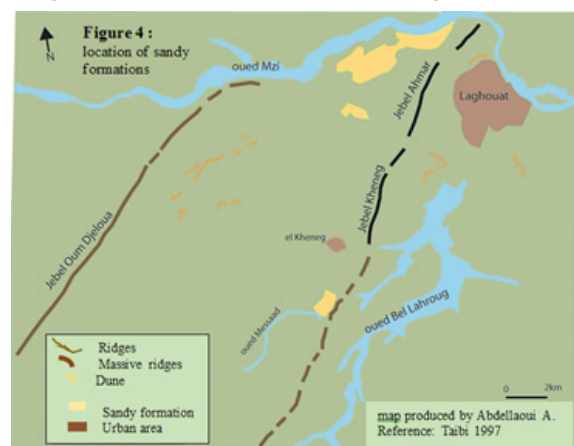 Figure 4 :
location of sandy
formations
N
oued Mzi
Jebel Ahmar
Laghouat
Jebel Kheneg
el Kheneg
Jebel Oum Djeloua
oued Messaad
oued Bel Lahroug
Ridges
Massive ridges
Dune
Sandy formation
Urban area
0 2km
map produced by Abdellaoui A.
Reference: Taibi 1997